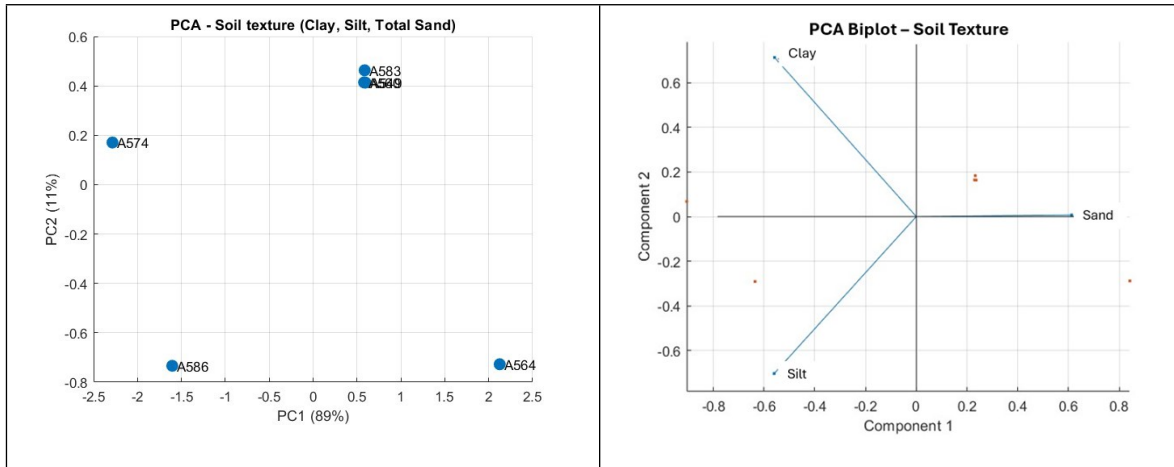 PCA - Soil texture (Clay, Silt, Total Sand)
0.6
0.4
0.2
0
-0.2
-0.4
-0.6
-0.8
PC2 (11%)
A583
A574
A586
A564
-2.5 -2 -1.5 -1 -0.5 0 0.5 1 1.5 2 2.5
PC1 (89%)
PCA Biplot – Soil Texture
Clay
0.6
0.4
0.2
0
-0.2
-0.4
-0.6
Component 2
Sand
Silt
-0.8 -0.6 -0.4 -0.2 0 0.2 0.4 0.6 0.8
Component 1